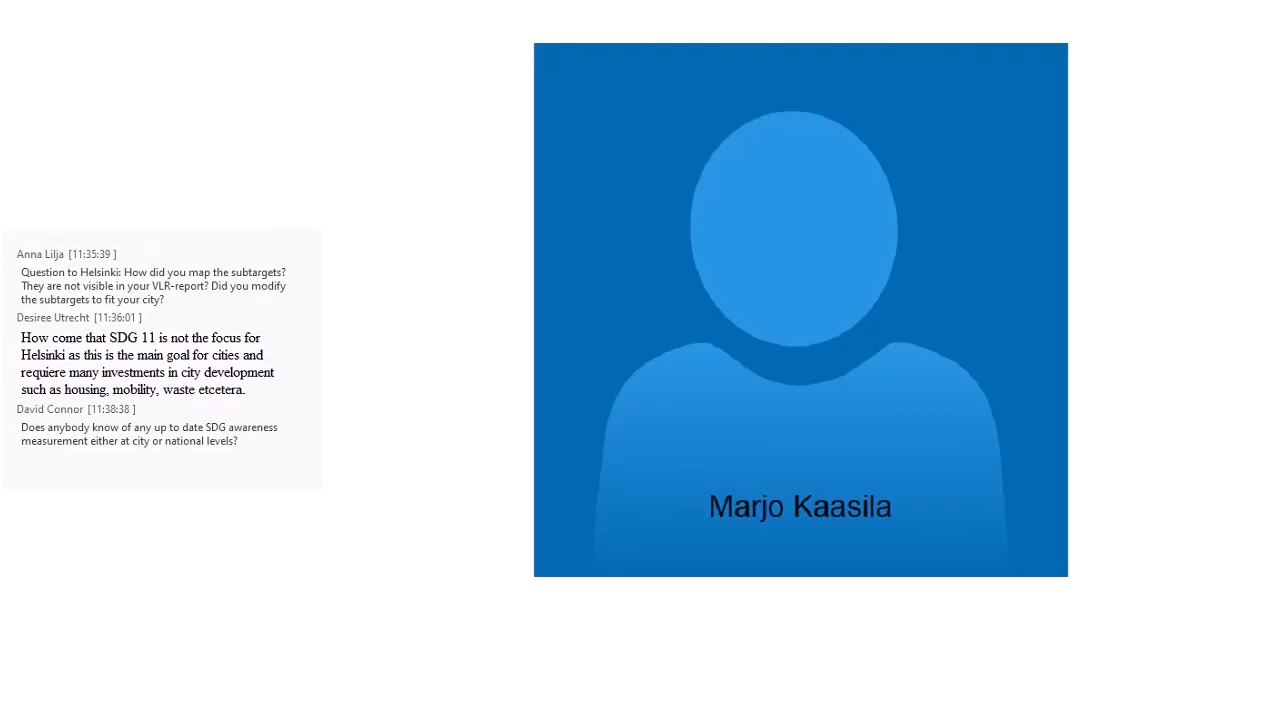 Anna Lilja [11:35:39 ]
Question to Helsinki: How did you map the subtargets?
They are not visible in your VLR-report? Did you modify
the subtargets to fit your city?
Desiree Utrecht [11:36:01 ]
How come that SDG 11 is not the focus for
Helsinki as this is the main goal for cities and
requiere many investments in city development
such as housing, mobility, waste etcetera.
David Connor [11:38:38 ]
Does anybody know of any up to date SDG awareness
measurement either at city or national levels?
Marjo Kaasila